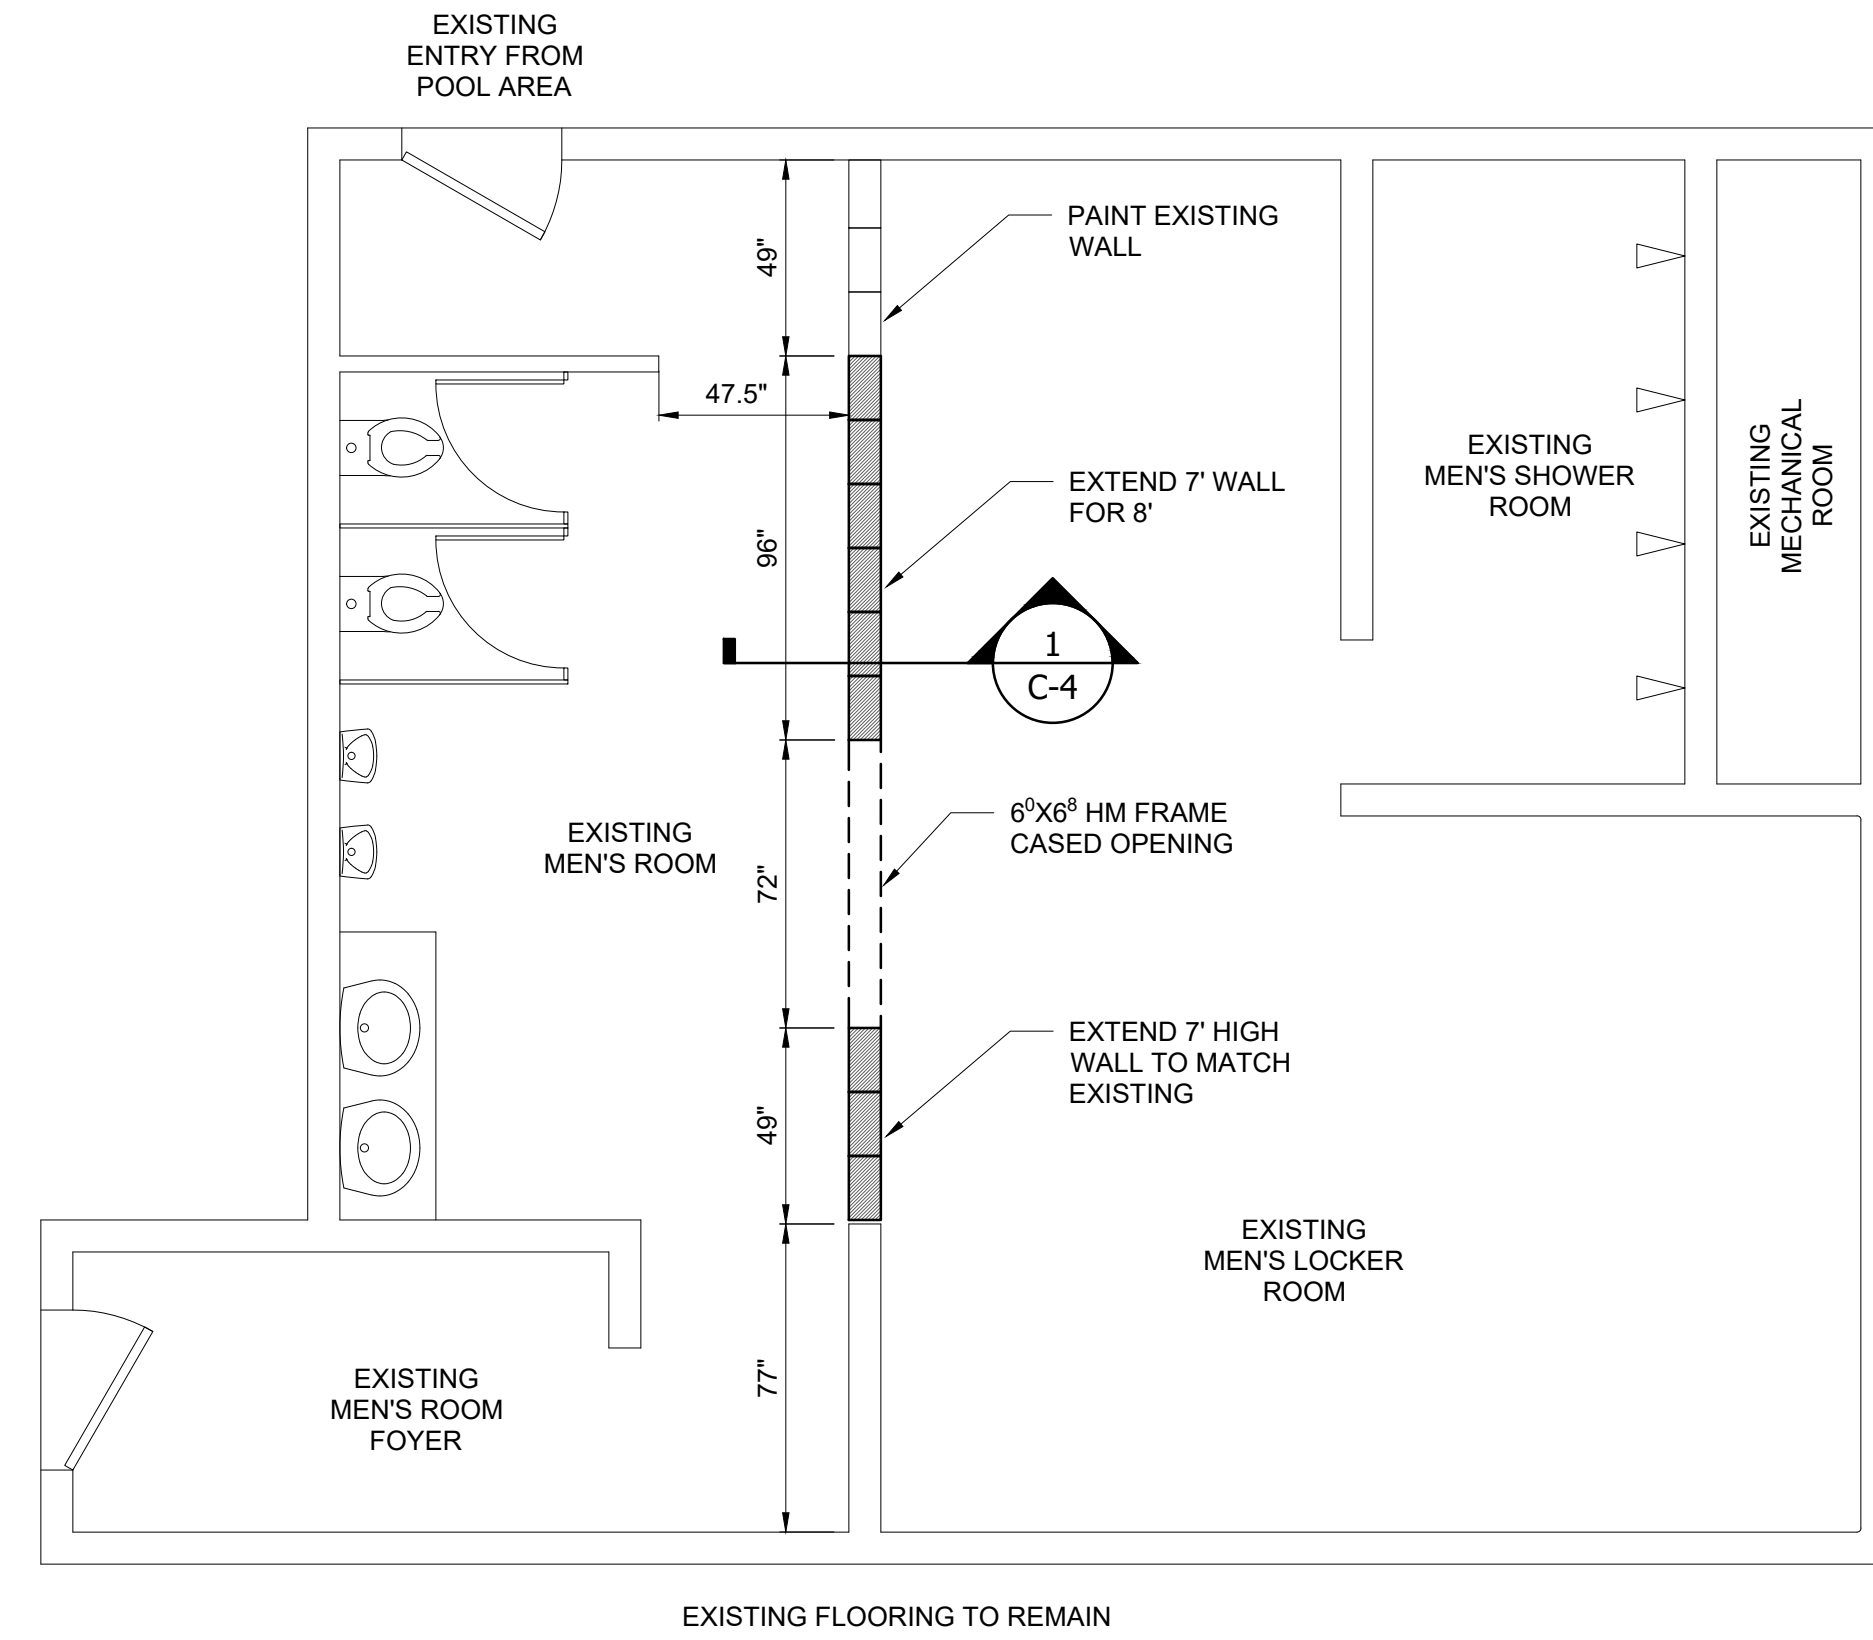 EXISTING
ENTRY FROM
POOL AREA
49"
PAINT EXISTING
WALL
47.5"
96"
EXTEND 7' WALL
FOR 8'
EXISTING
MEN'S SHOWER
ROOM
EXISTING
MECHANICAL
ROOM
1
C-4
EXISTING
MEN'S ROOM
72"
6⁰X6⁸ HM FRAME
CASED OPENING
49"
EXTEND 7' HIGH
WALL TO MATCH
EXISTING
EXISTING
MEN'S LOCKER
ROOM
77"
EXISTING
MEN'S ROOM
FOYER
EXISTING FLOORING TO REMAIN